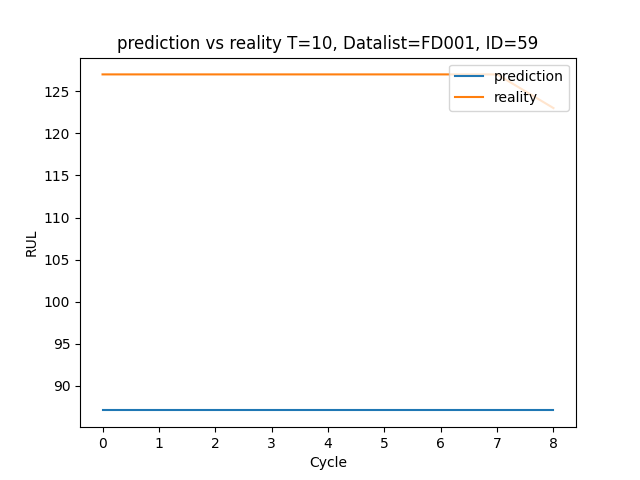 prediction vs reality T=10, Datalist=FD001, ID=59
prediction
reality
125
120
115
110
105
100
95
90
RUL
0 1 2 3 4 5 6 7 8
Cycle